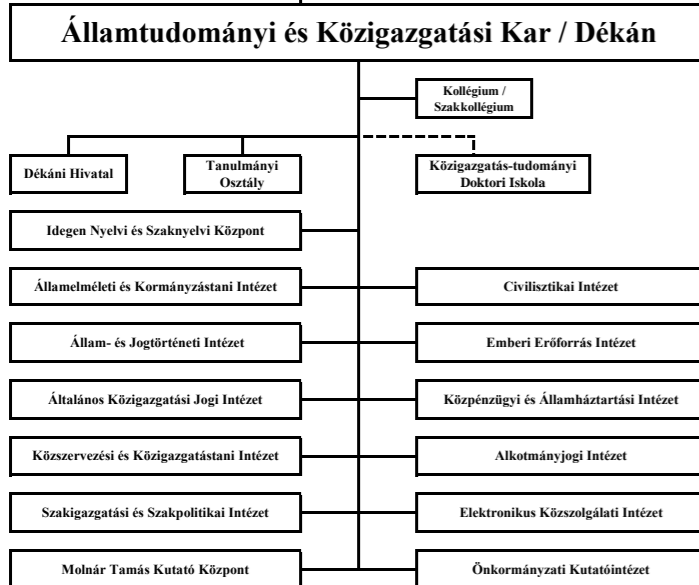 Államtudományi és Közigazgatási Kar / Dékán
Kollégium /
Szakkollégium
Dékáni Hivatal
Tanulmányi
Osztály
Közigazgatás-tudományi
Doktori Iskola
Idegen Nyelvi és Szaknyelvi Központ
Államelméleti és Kormányzástani Intézet
Civilisztikai Intézet
Állam- és Jogtörténeti Intézet
Emberi Erőforrás Intézet
Általános Közigazgatási Jogi Intézet
Közpénzügyi és Államháztartási Intézet
Közszervezési és Közigazgatástani Intézet
Alkotmányjogi Intézet
Szakigazgatási és Szakpolitikai Intézet
Elektronikus Közszolgálati Intézet
Molnár Tamás Kutató Központ
Önkormányzati Kutatóintézet